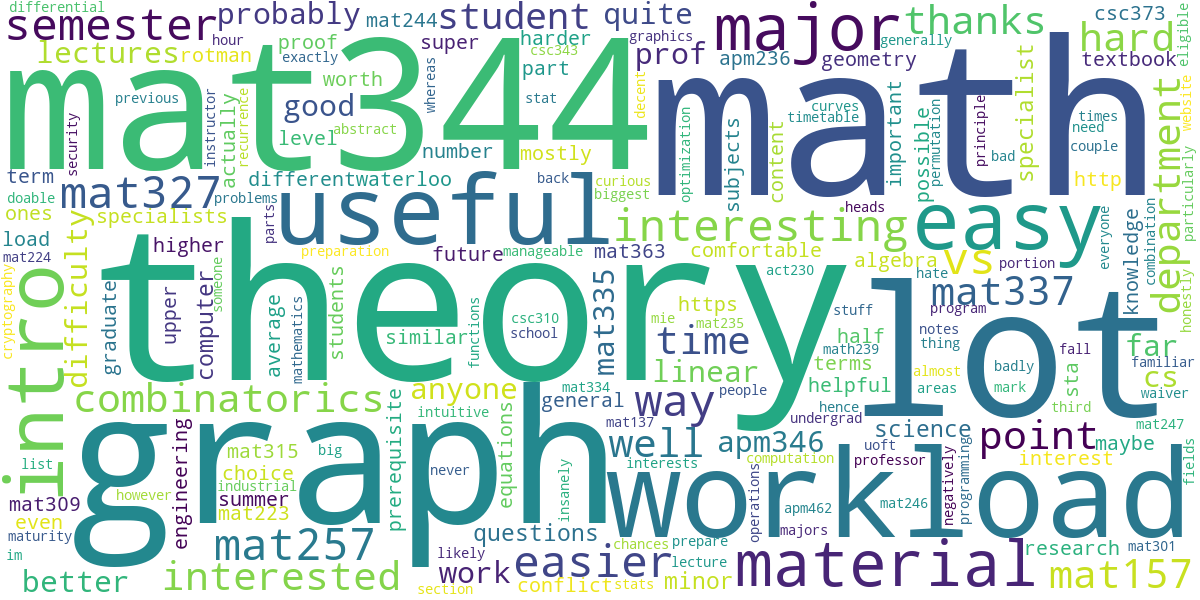 differential
semester
probably
mat244
student
quite
graphics
major
thanks
csc373
eligible
hour
lectures
rotman
proof
exactly
super
harder
csc343
prof
generally
apm236
hard
geometry
textbook
mat344
math
previous
security
instructor
actually
recurrence
worth
good
level
abstract
part
whereas
stat
decent
number
mostly
optimization
subjects
content
curves
timetable
important
possible
permutation
principle
specialist
times
need
bad
couple
department
website
particularly
term
doable
mat327
differentwaterloo
problems
back
curious
biggest
http
ones
specialists
parts
useful
interesting
heads
easy
load
mat224
difficulty
higher
preparation
future
manageable
mat363
comfortable
algebra
vs
hate
portion
knowledge
everyone
combination
intro
cryptography
theory
graduate
upper
computer
someone
average
mathematics
students
similar
functions
csc310
school
mat335
act230
https
mie
mat235
stuff
mat337
program
lot
notes
thing
familiar
honestly
time
half
math239
far
fall
cs
waiver
combinatorics
mat334
linear
terms
helpful
almost
areas
badly
mark
sta
third
anyone
general
people
undergrad
hence
intuitive
mat137
way
prerequisite
equations
graph
workload
well
apm346
science
uoft
professor
point
maybe
mat247
fields
engineering
mat315
choice
big
list
never
insanely
interests
computation
interest
however
industrial
mat309
summer
mat223
even
maturity
im
operations
apm462
mat246
negatively
programming
majors
mat257
questions
likely
chances
prepare
lecture
research
mat301
better
interested
work
easier
section
conflict
stats
minor
material
mat157